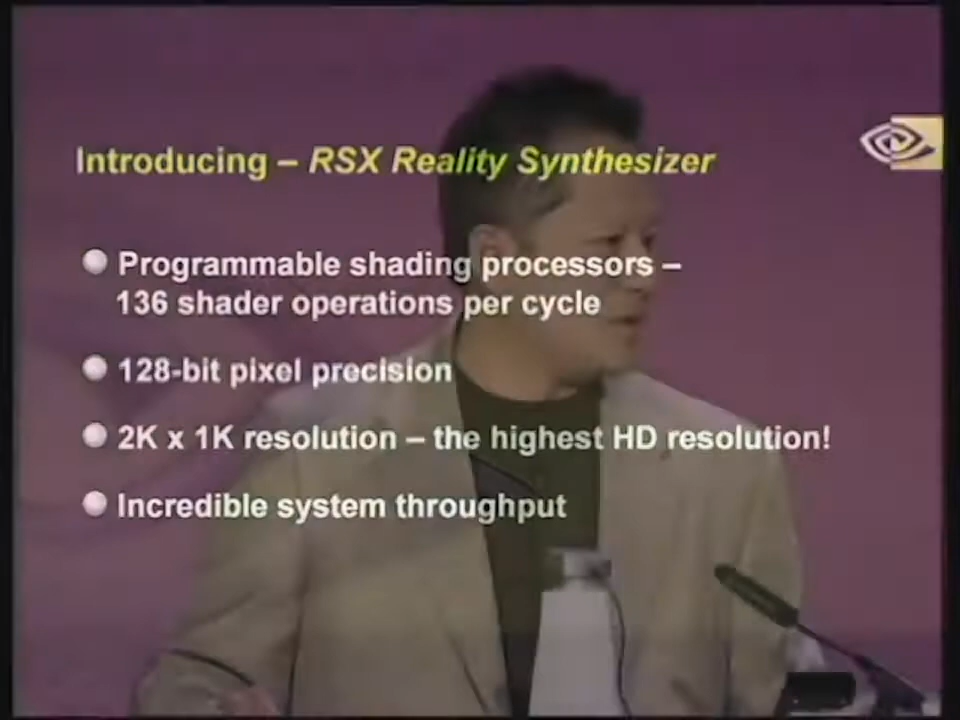 Introducing – RSX Reality Synthesizer
Programmable shading processors –
136 shader operations per cycle
128-bit pixel precision
2K x 1K resolution – the highest HD resolution!
Incredible system throughput